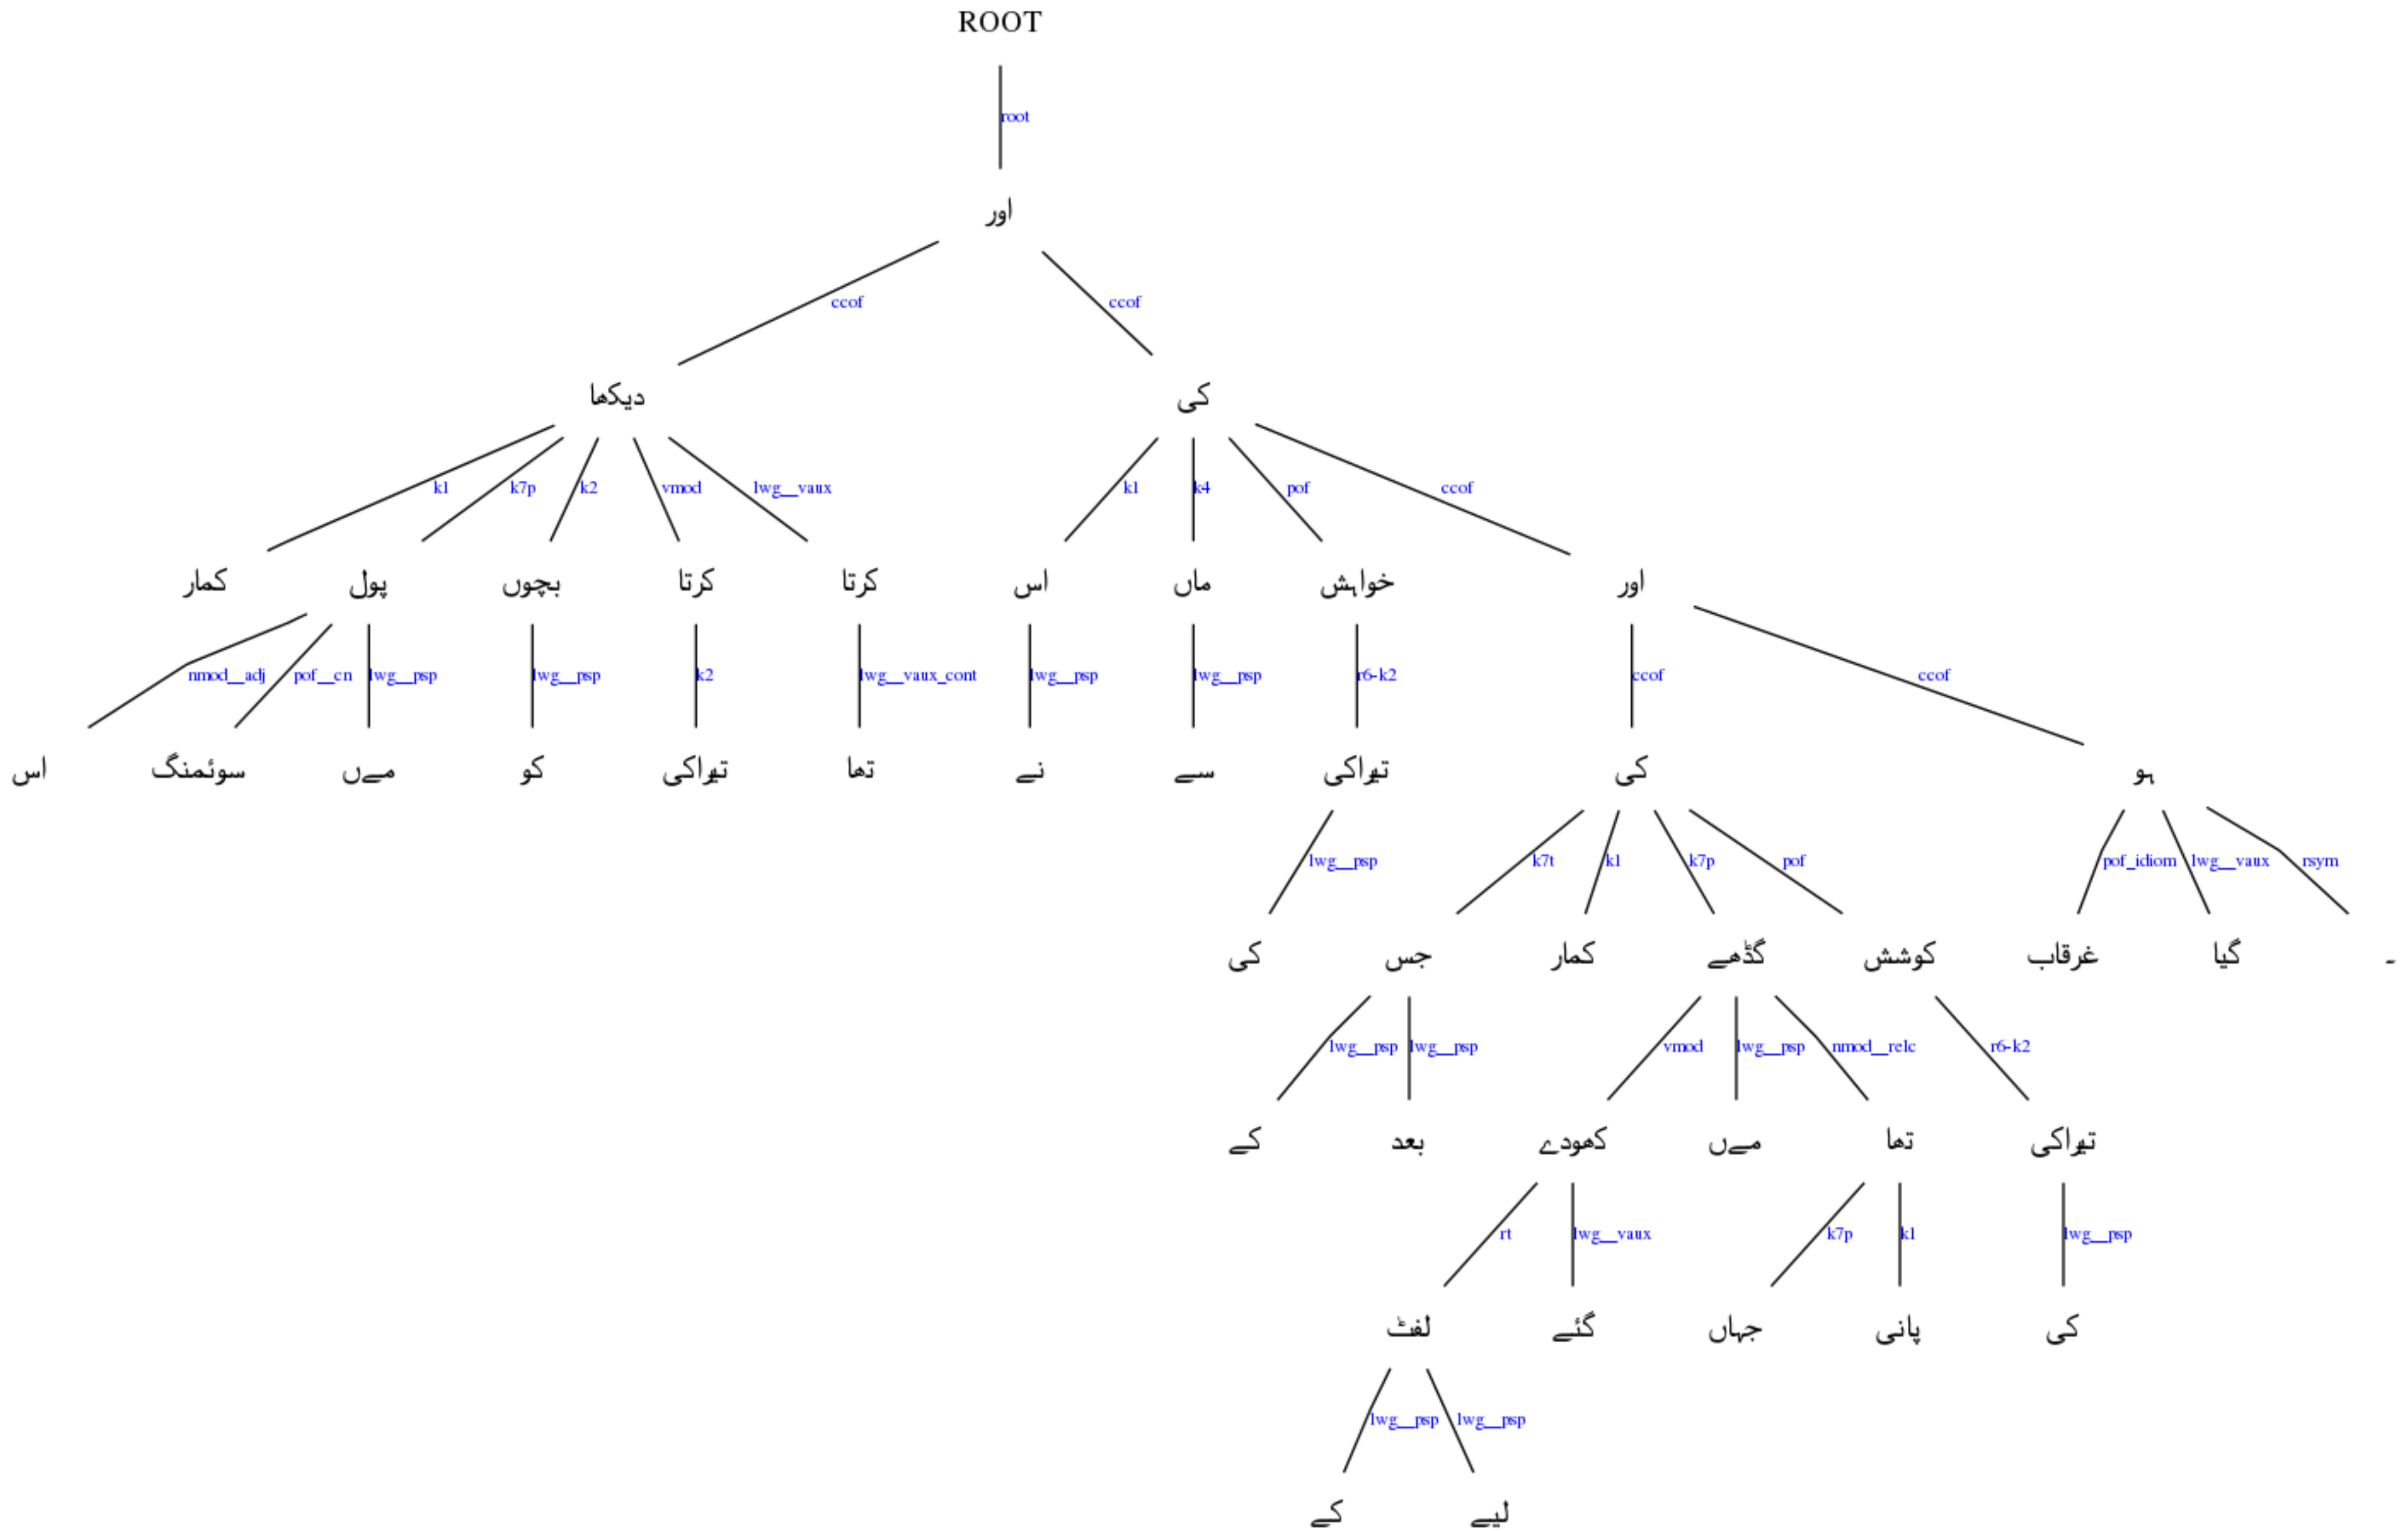 ROOT
root
اور
ccof ccof
دیکھا کی
k1 k7p k2 vmod lwg__vaux k1 k4 pof ccof
کمار پول بچوں کرتا کرتا اس ماں خواہش اور
nmod__adj pof__cn lwg__psp lwg__psp k2 lwg__vaux_cont lwg__psp lwg__psp r6-k2 ccof ccof
اس سوئمنگ مےں کو تیراکی تھا نے سے تیراکی کی ہو
lwg__psp k7t k1 k7p pof pof_idiom lwg__vaux rsym
کی جس کمار گڈھے کوشش غرقاب گیا ۔
lwg__psp lwg__psp vmod lwg__psp nmod__relc r6-k2
کے بعد کھودے مےں تھا تیراکی
rt lwg__vaux k7p k1 lwg__psp
لفٹ گئے جہاں پانی کی
lwg__psp lwg__psp
کے لیے